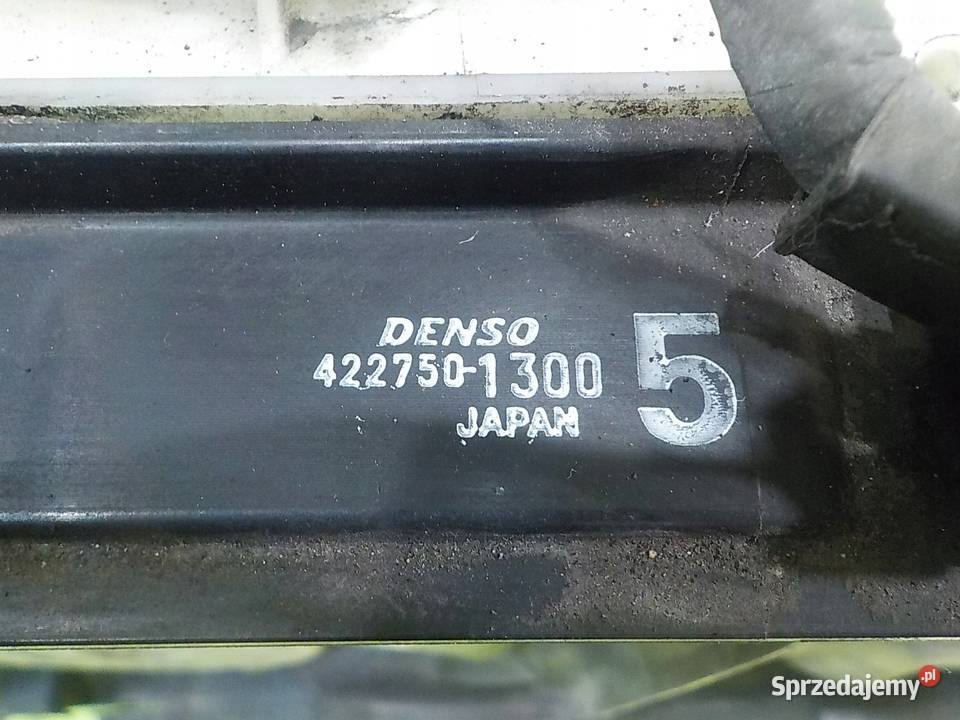 DENSO
422750-1300 5
JAPAN
Sprzedajemy.pl